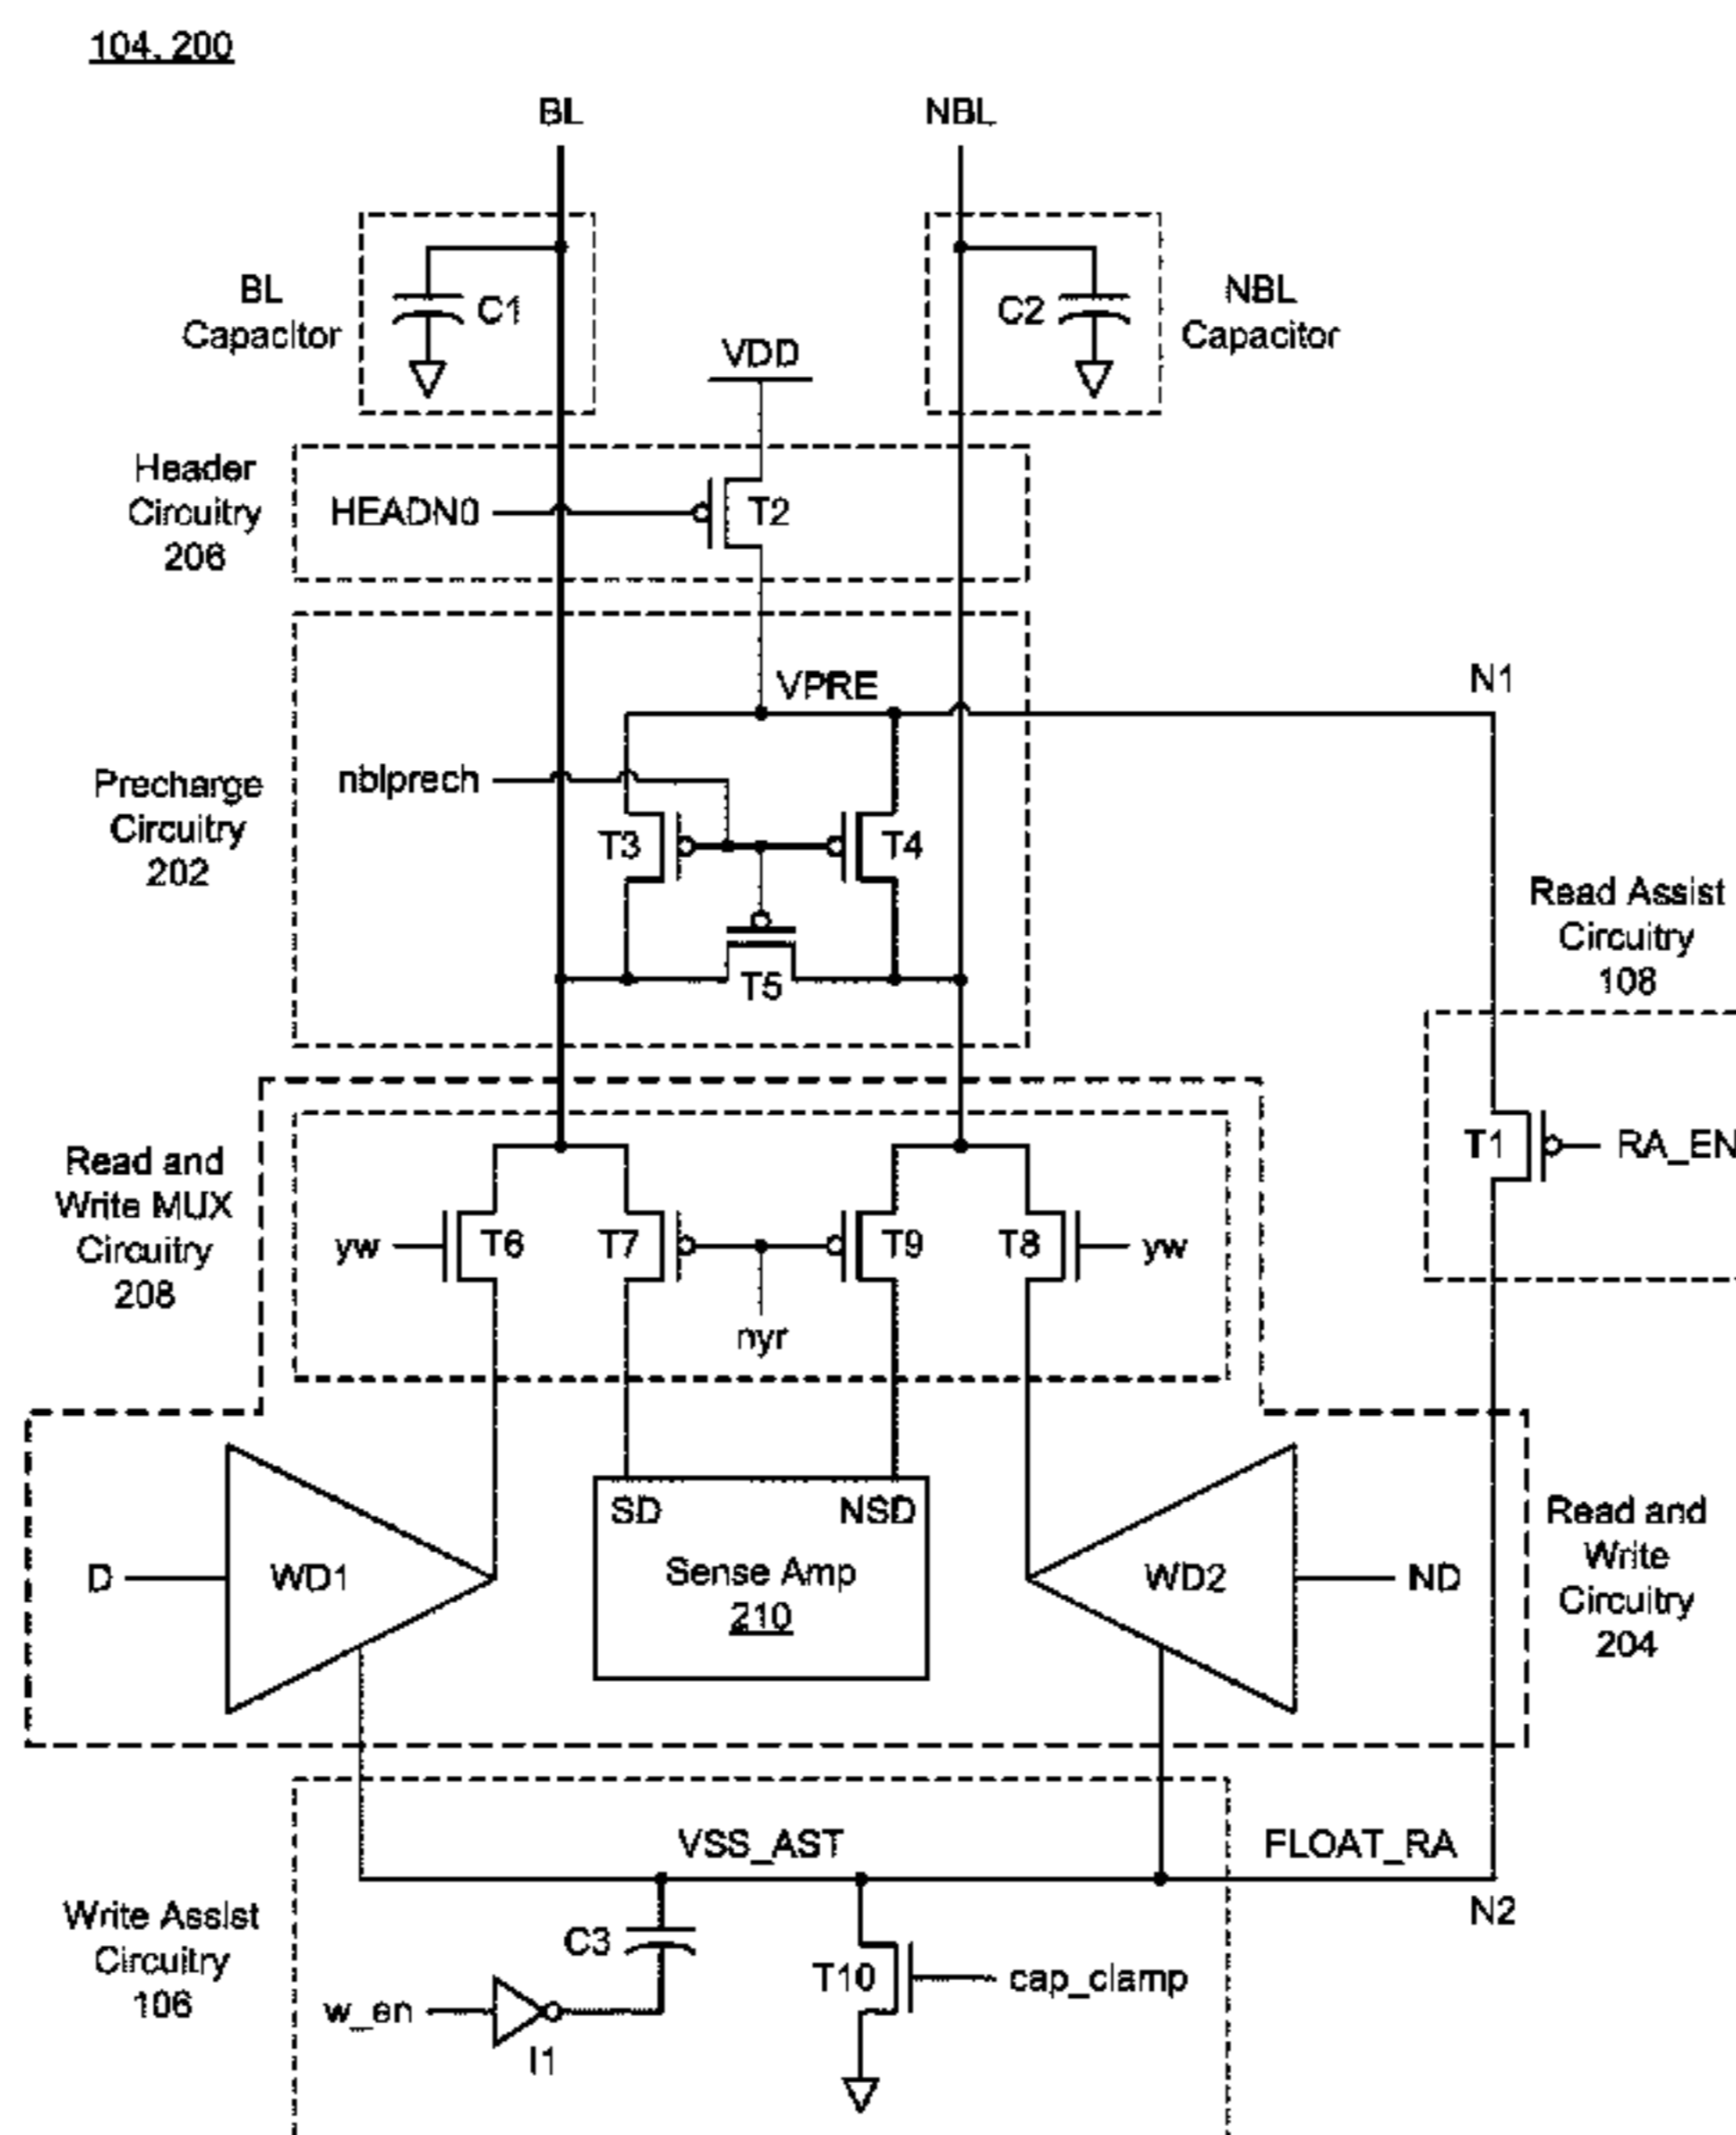 104, 200
BL
NBL
BL
Capacitor
C1
C2
NBL
Capacitor
VDD
Header
Circuitry
206
HEADN0
T2
VPRE
N1
nblprech
Precharge
Circuitry
202
T3
T4
T5
Read Assist
Circuitry
108
T1
RA_EN
Read and
Write MUX
Circuitry
208
yw
T6
T7
T9
T8
yw
nyr
D
WD1
SD
NSD
Sense Amp
210
WD2
ND
Read and
Write
Circuitry
204
VSS_AST
FLOAT_RA
N2
Write Assist
Circuitry
106
C3
w_en
I1
T10
cap_clamp